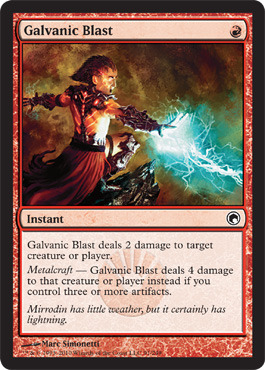 Galvanic Blast
Instant
Galvanic Blast deals 2 damage to target
creature or player.
Metalcraft — Galvanic Blast deals 4 damage
to that creature or player instead if you
control three or more artifacts.
Mirrodin has little weather, but it certainly has
lightning.
Marc Simonetti